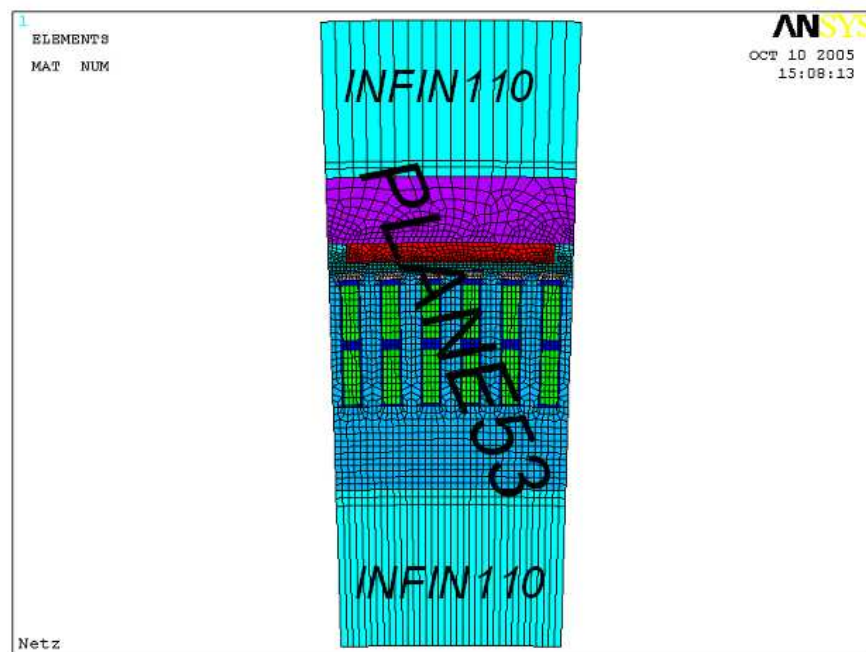 1
ELEMENTS
MAT NUM
ANSYS
OCT 10 2005
15:08:13
INFIN110
PLANE53
INFIN110
Netz